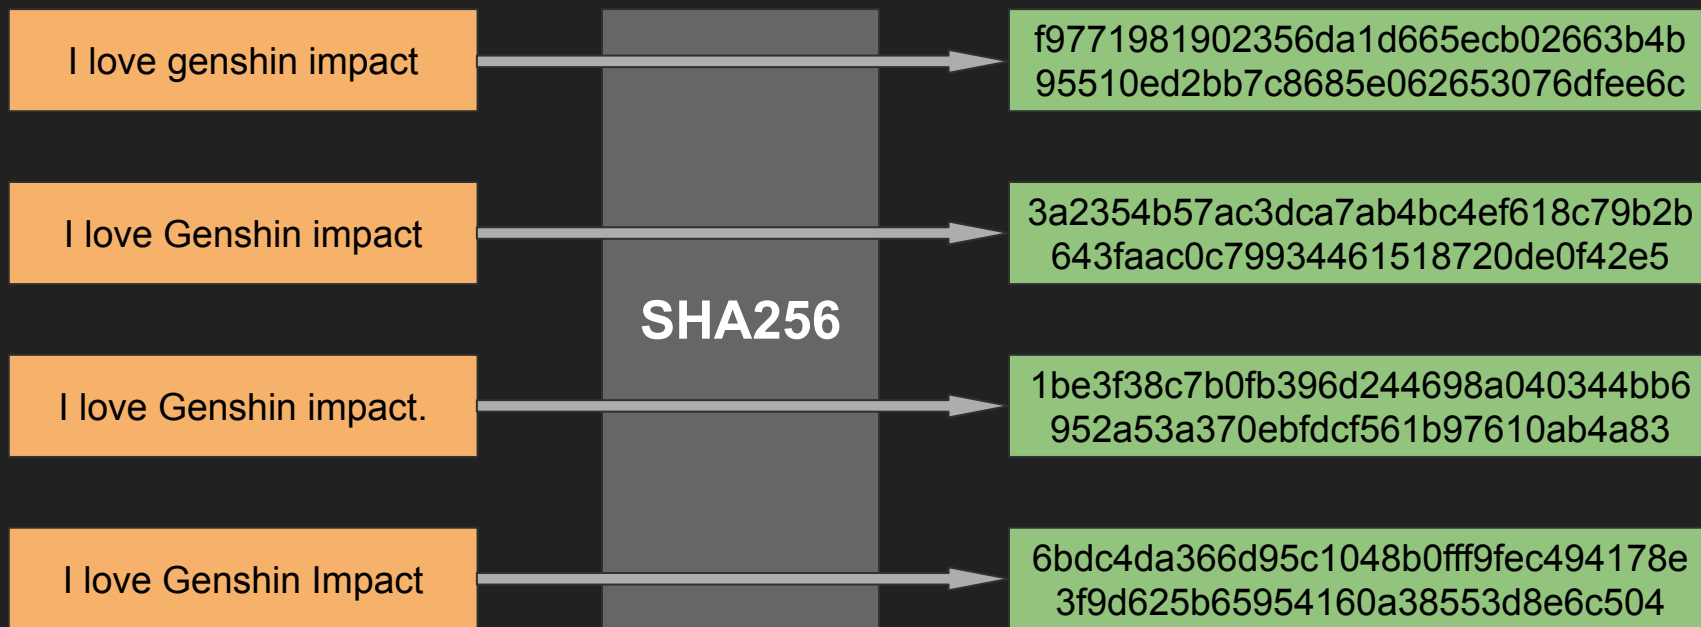 I love genshin impact
f9771981902356da1d665ecb02663b4b
95510ed2bb7c8685e062653076dfee6c
I love Genshin impact
3a2354b57ac3dca7ab4bc4ef618c79b2b
643faac0c79934461518720de0f42e5
SHA256
I love Genshin impact.
1be3f38c7b0fb396d244698a040344bb6
952a53a370ebfdcf561b97610ab4a83
I love Genshin Impact
6bdc4da366d95c1048b0fff9fec494178e
3f9d625b65954160a38553d8e6c504